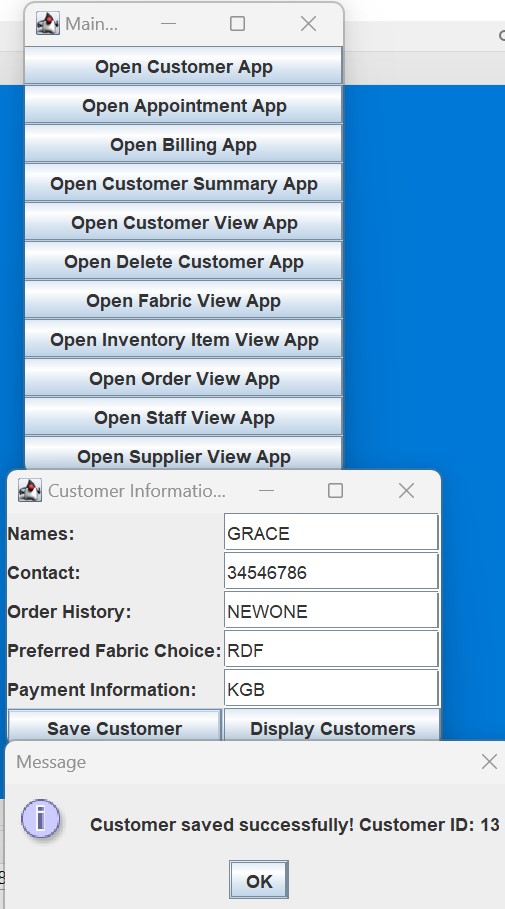 Main...
Open Customer App
Open Appointment App
Open Billing App
Open Customer Summary App
Open Customer View App
Open Delete Customer App
Open Fabric View App
Open Inventory Item View App
Open Order View App
Open Staff View App
Open Supplier View App
Customer Informatio...
Names: GRACE
Contact: 34546786
Order History: NEWONE
Preferred Fabric Choice: RDF
Payment Information: KGB
Save Customer Display Customers
Message
Customer saved successfully! Customer ID: 13
OK